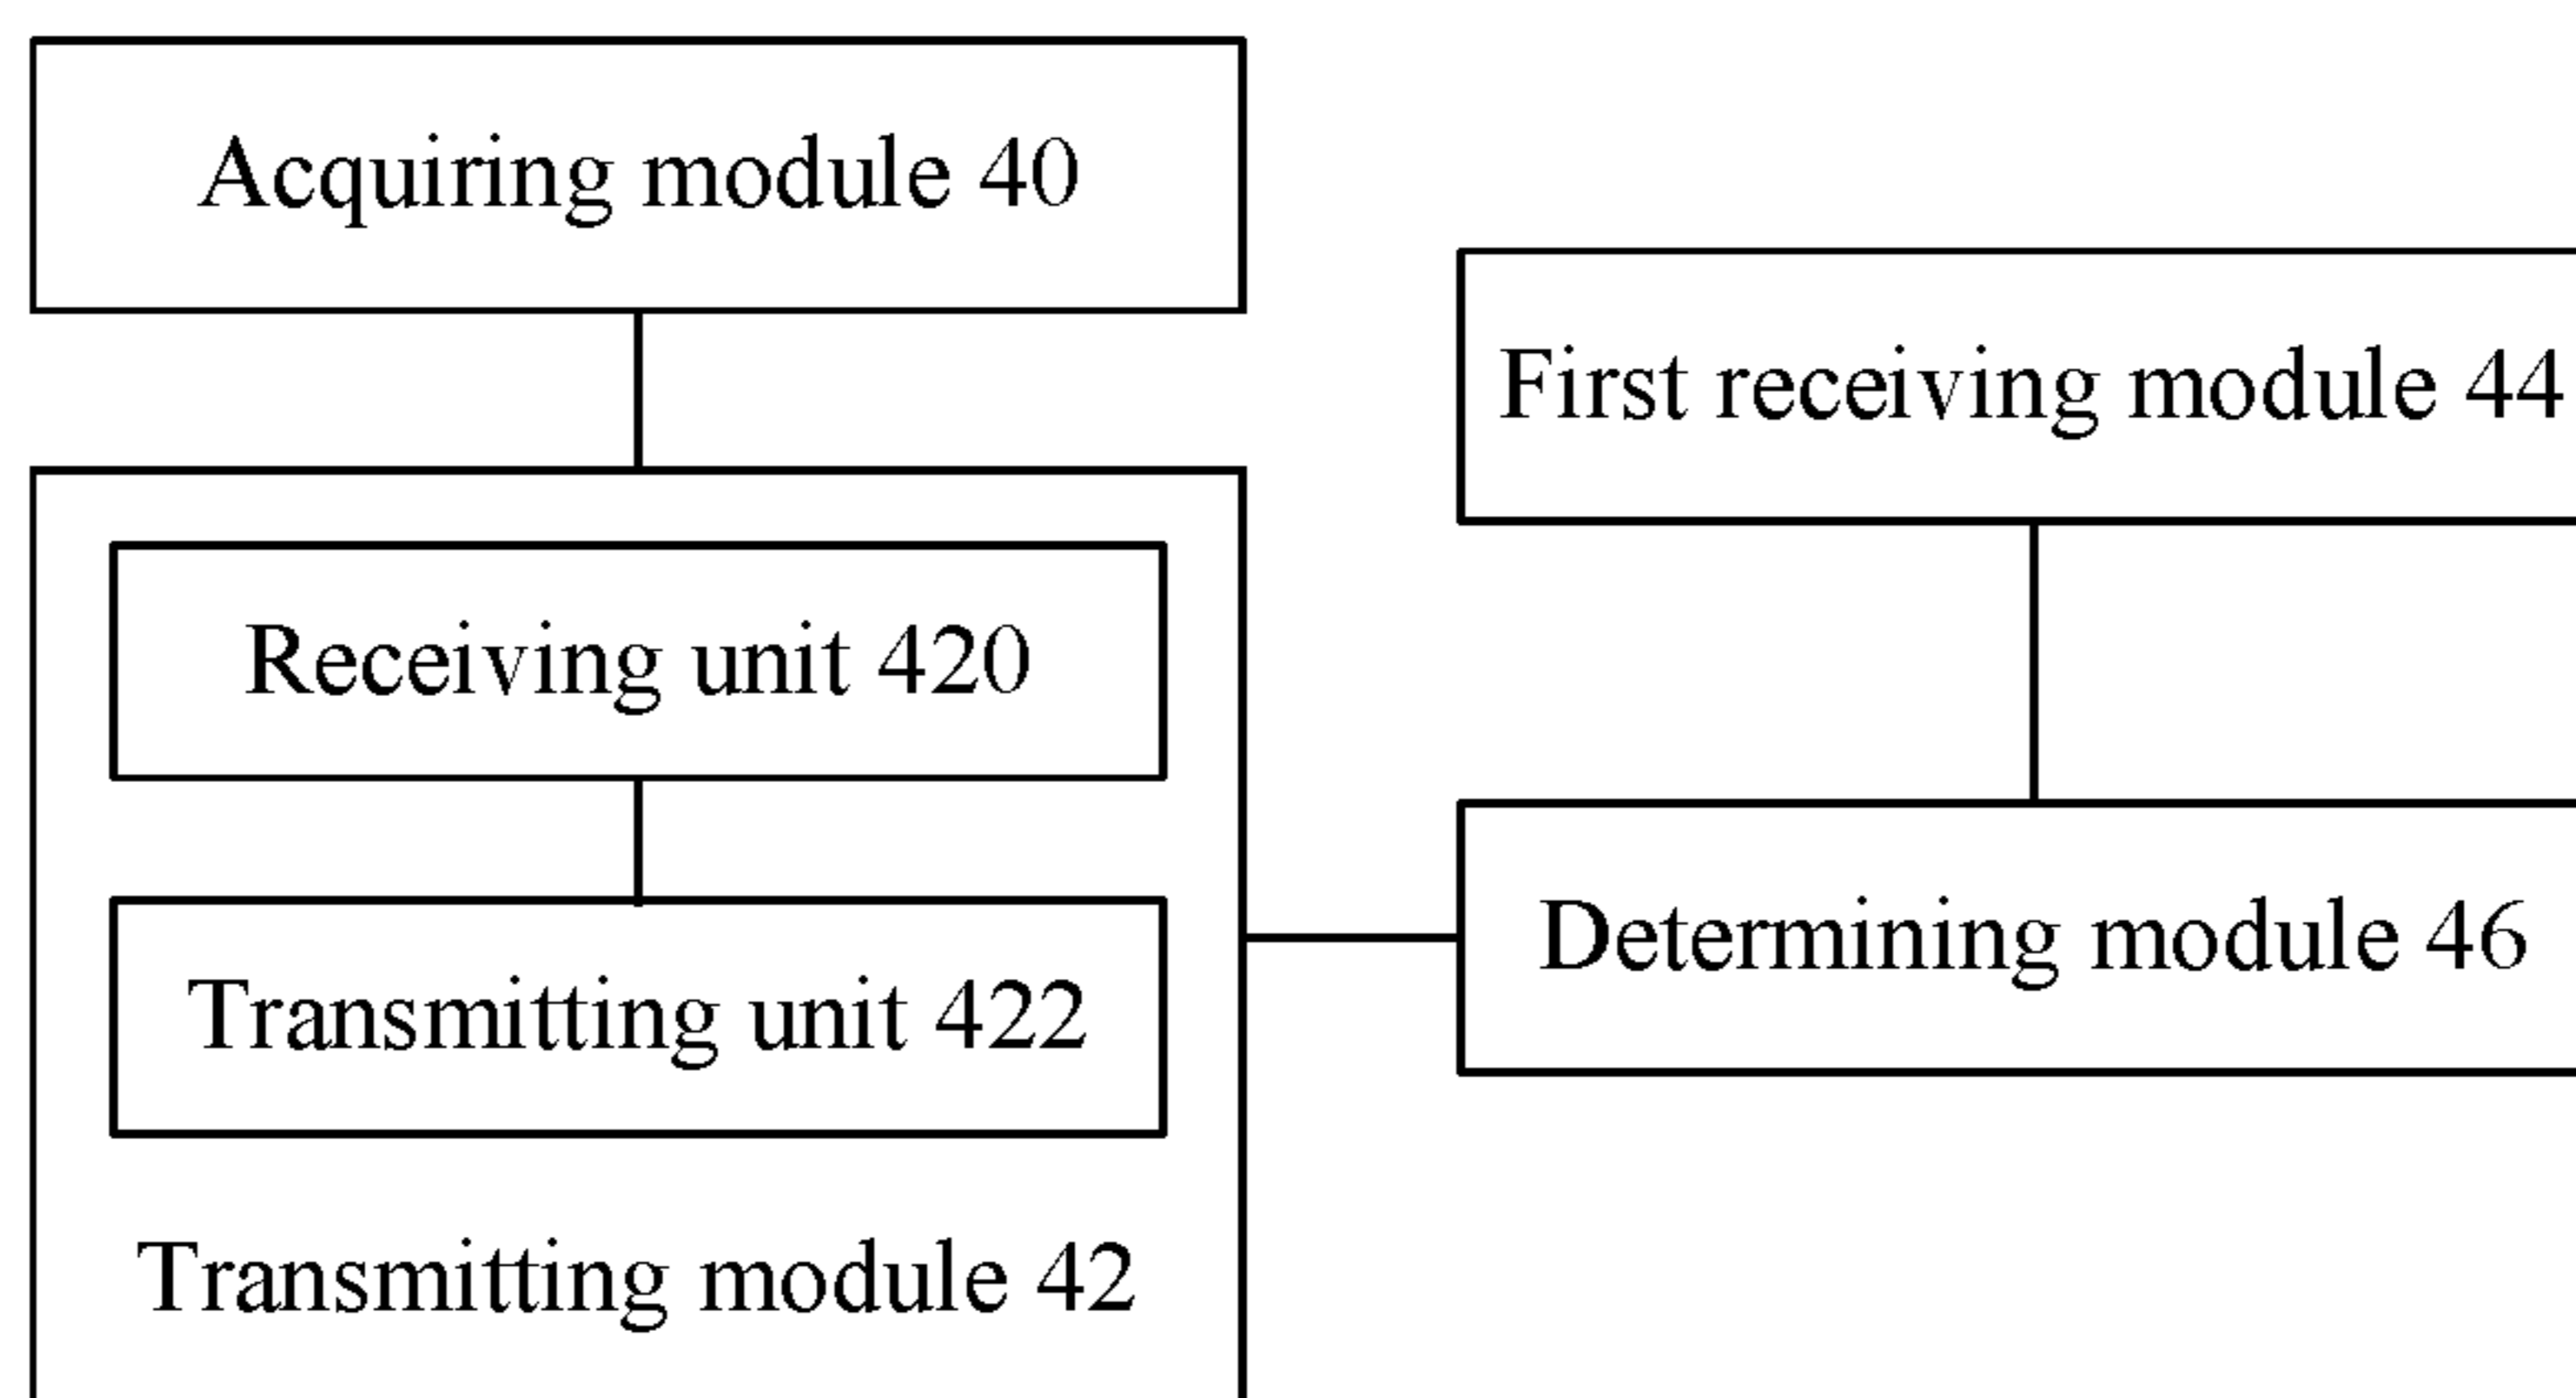 Acquiring module 40
First receiving module 44
Receiving unit 420
Determining module 46
Transmitting unit 422
Transmitting module 42